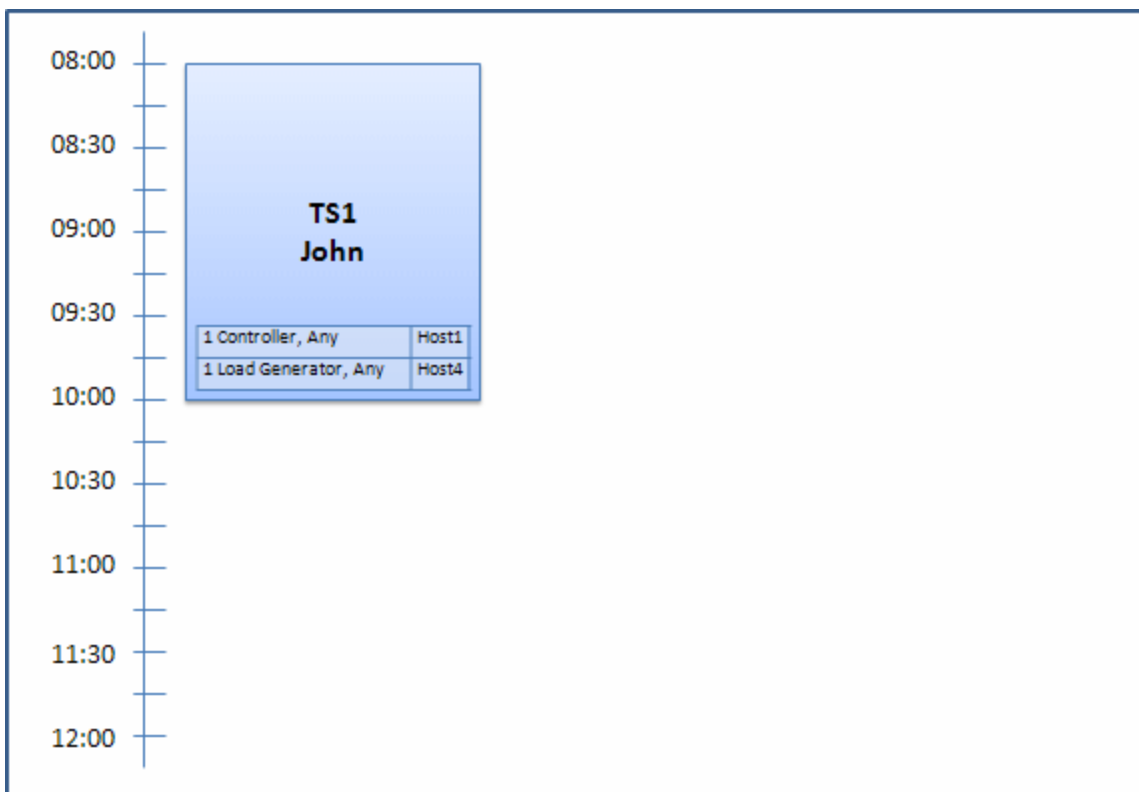 08:00
08:30
09:00
09:30
10:00
10:30
11:00
11:30
12:00
TS1
John
1 Controller, Any Host1
1 Load Generator, Any Host4